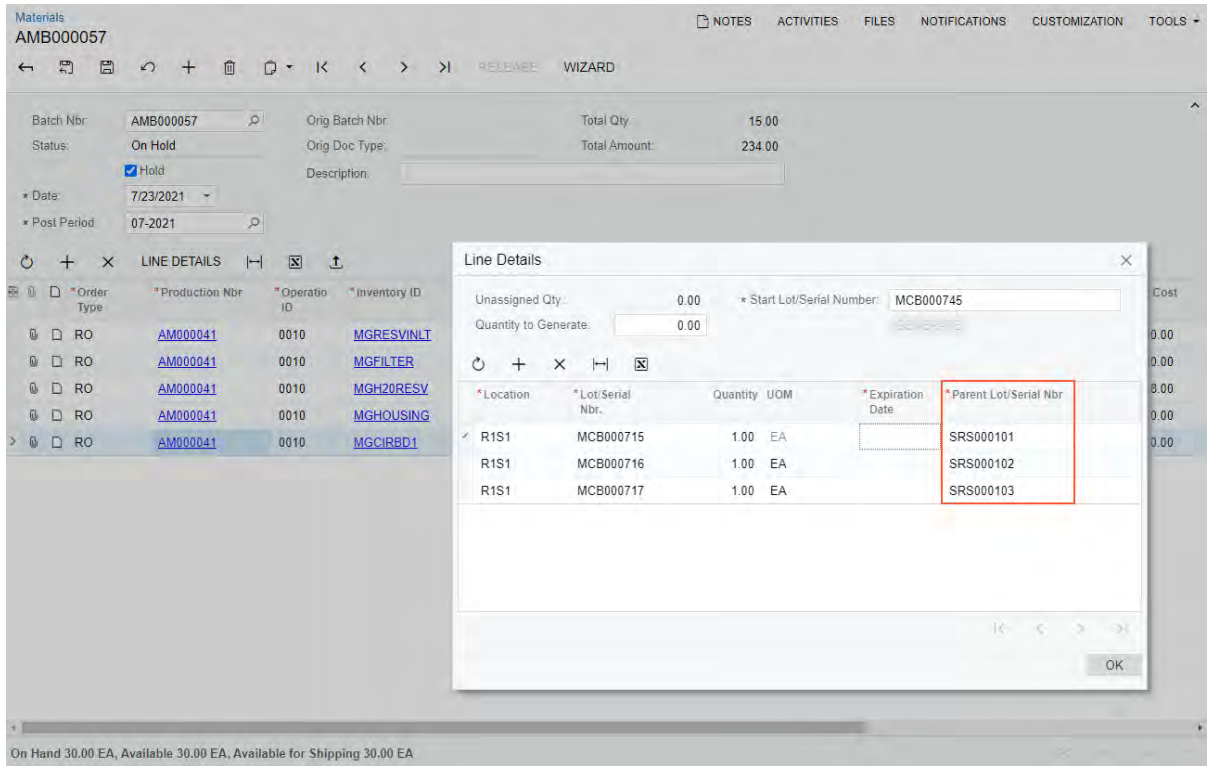 Materials
AMB000057
NOTES ACTIVITIES FILES NOTIFICATIONS CUSTOMIZATION TOOLS
RELEASE WIZARD
Batch Nbr. AMB000057 Orig Batch Nbr. Total Qty.: 15.00
Status: On Hold Orig Doc Type: Total Amount: 234.00
Hold Description:
* Date: 7/23/2021
* Post Period: 07-2021
LINE DETAILS
*Order Type *Production Nbr *Operatio ID *Inventory ID Cost
RO AM000041 0010 MGRESVINLT 0.00
RO AM000041 0010 MGFILTER 0.00
RO AM000041 0010 MGH20RESV 8.00
RO AM000041 0010 MGHOUSING 0.00
RO AM000041 0010 MGCIRBD1 0.00
Line Details
Unassigned Qty.: 0.00 * Start Lot/Serial Number: MCB000745
Quantity to Generate: 0.00 GENERATE
*Location *Lot/Serial Nbr. Quantity UOM *Expiration Date *Parent Lot/Serial Nbr
R1S1 MCB000715 1.00 EA SRS000101
R1S1 MCB000716 1.00 EA SRS000102
R1S1 MCB000717 1.00 EA SRS000103
OK
On Hand 30.00 EA, Available 30.00 EA, Available for Shipping 30.00 EA